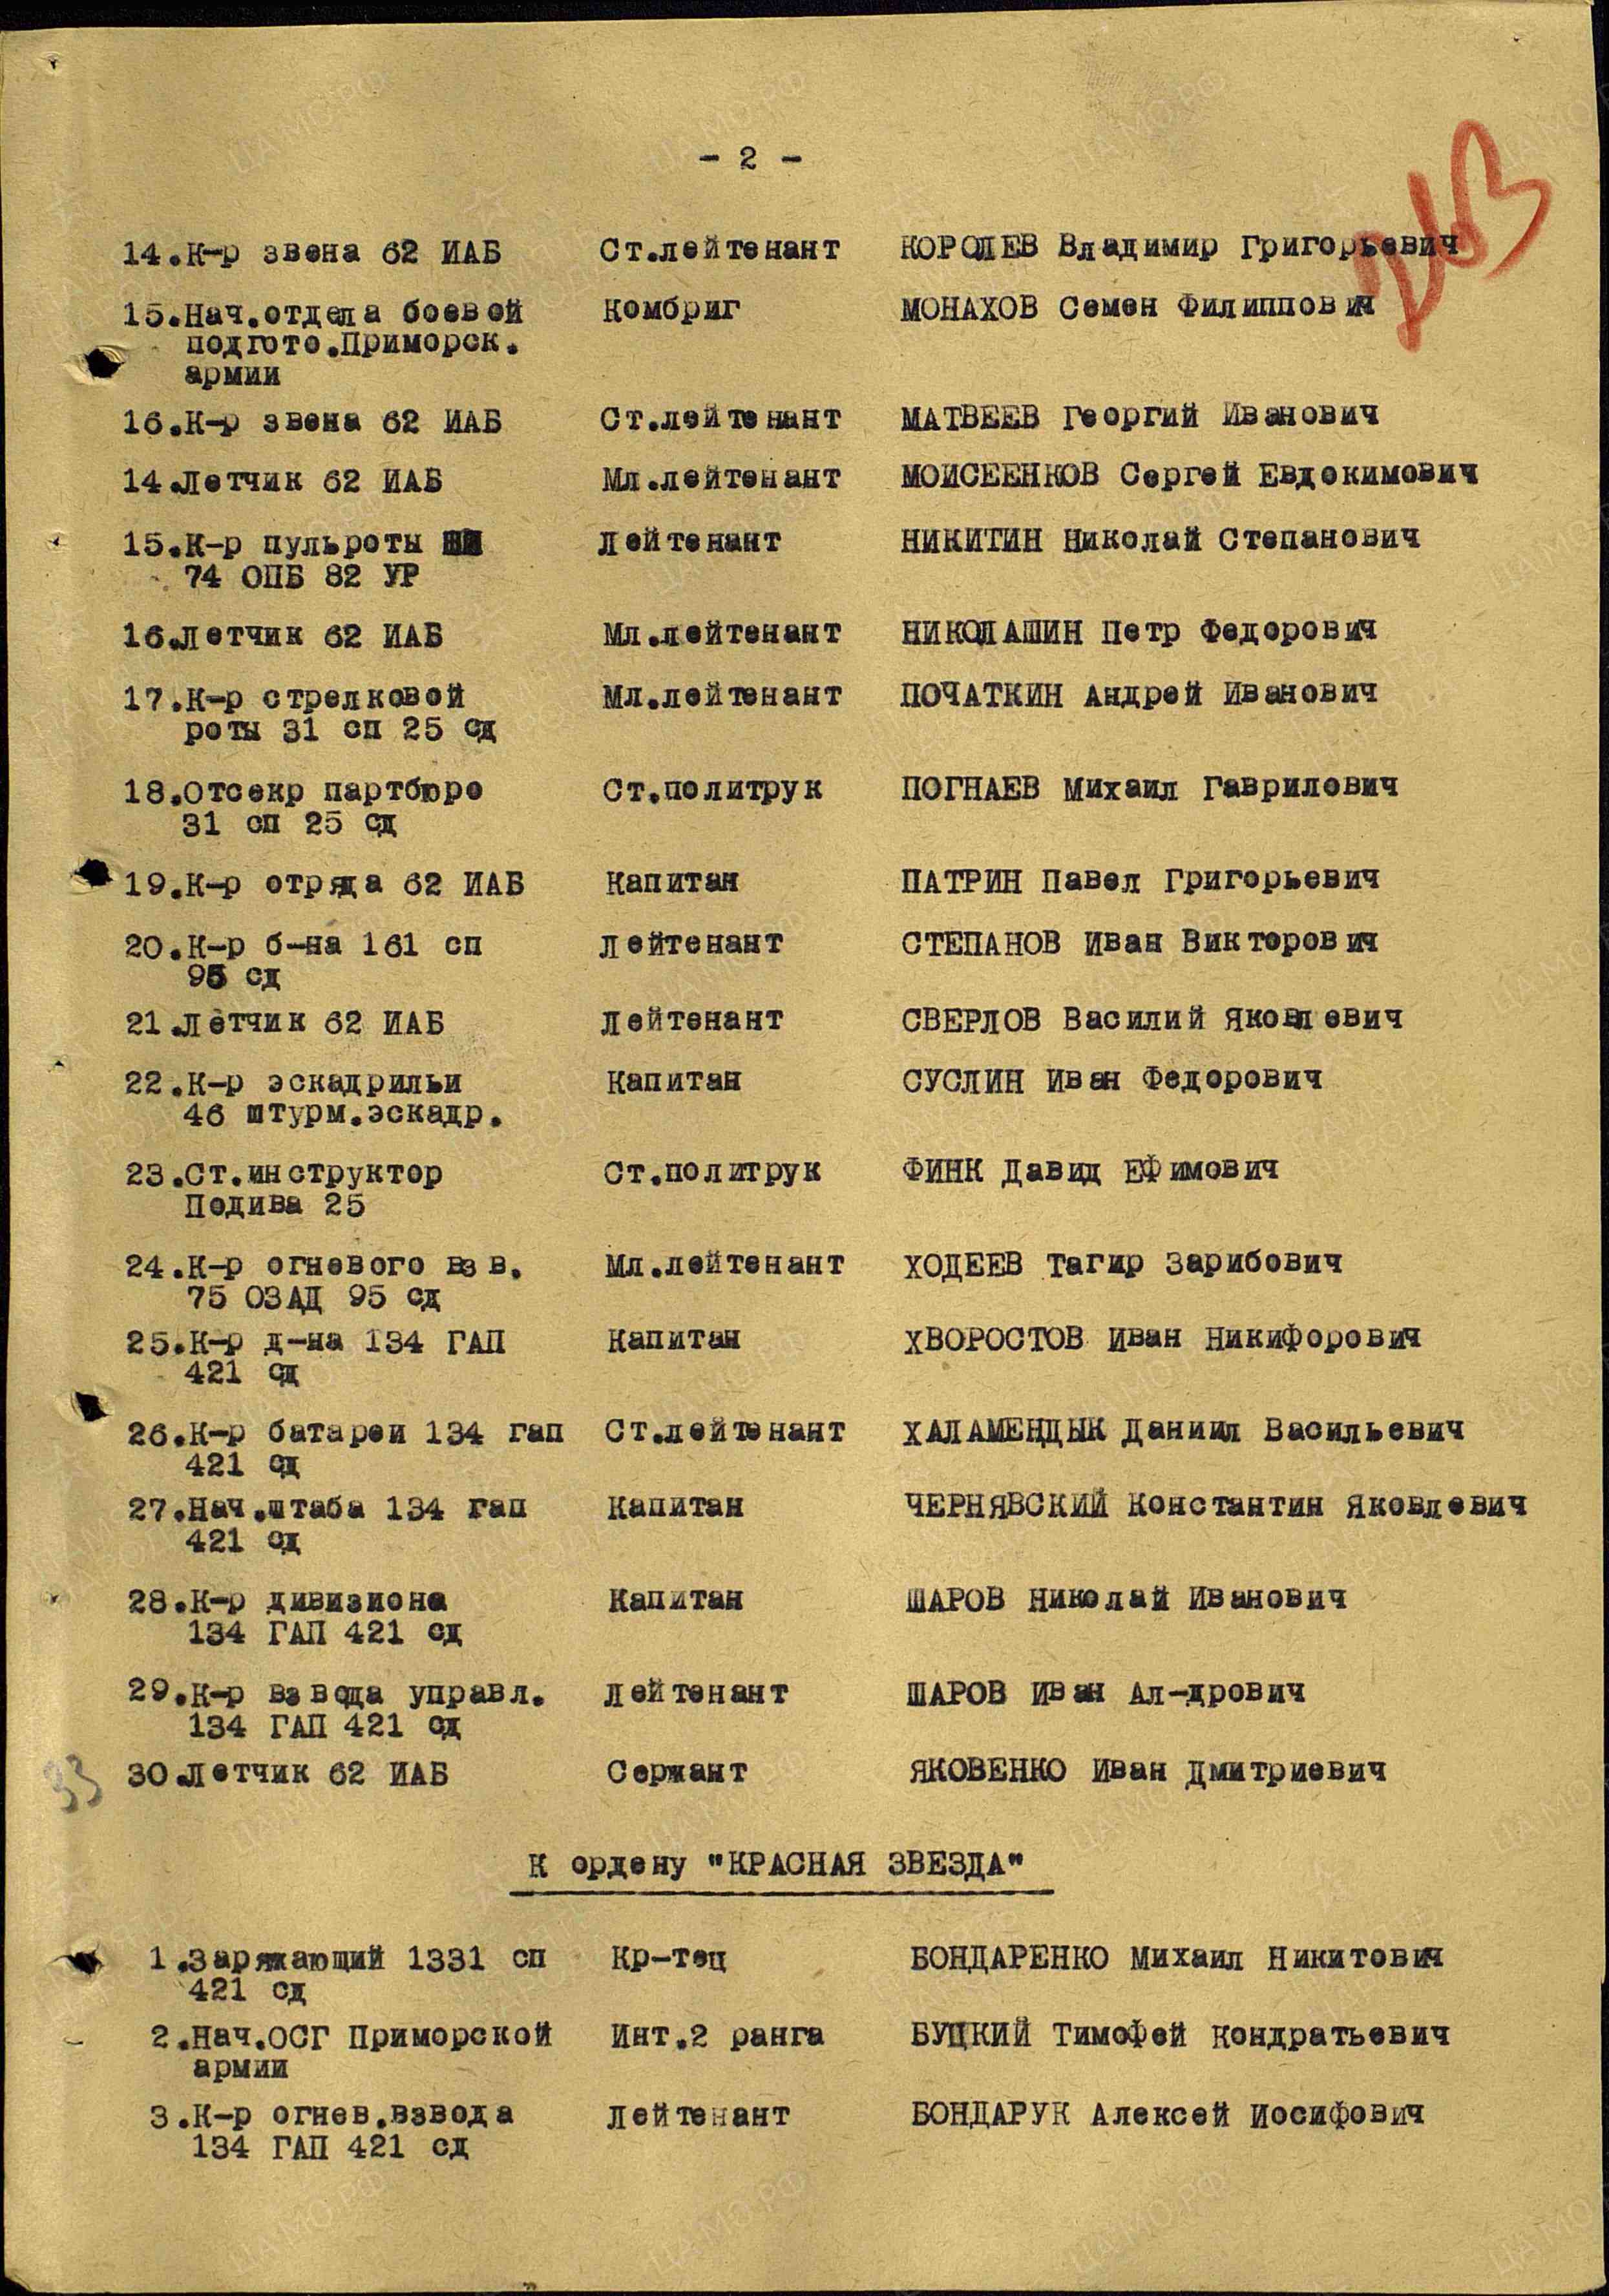 - 2 -
14.К-р звена 62 ИАБ Ст.лейтенант КОРОЛЕВ Владимир Григорьевич
15.Нач.отдела боевой Комбриг МОНАХОВ Семен Филиппович
подгото.Приморск.
армии
16.К-р звена 62 ИАБ Ст.лейтенант МАТВЕЕВ Георгий Иванович
14.Летчик 62 ИАБ Мл.лейтенант МОИСЕЕНКОВ Сергей Евдокимович
15.К-р пульроты Лейтенант НИКИТИН Николай Степанович
74 ОПБ 82 УР
16.Летчик 62 ИАБ Мл.лейтенант НИКОЛАШИН Петр Федорович
17.К-р стрелковой Мл.лейтенант ПОЧАТКИН Андрей Иванович
роты 31 сп 25 сд
18.Отсекр партбюро Ст.политрук ПОГНАЕВ Михаил Гаврилович
31 сп 25 сд
19.К-р отряда 62 ИАБ Капитан ПАТРИН Павел Григорьевич
20.К-р б-на 161 сп Лейтенант СТЕПАНОВ Иван Викторович
95 сд
21.Летчик 62 ИАБ Лейтенант СВЕРЛОВ Василий Яковлевич
22.К-р эскадрильи Капитан СУСЛИН Иван Федорович
46 штурм.эскадр.
23.Ст.инструктор Ст.политрук ФИНК Давид Ефимович
Подива 25
24.К-р огневого взв. Мл.лейтенант ХОДЕЕВ Тагир Зарибович
75 ОЗАД 95 сд
25.К-р д-на 134 ГАП Капитан ХВОРОСТОВ Иван Никифорович
421 сд
26.К-р батареи 134 гап Ст.лейтенант ХАЛАМЕНДЫК Даниил Васильевич
421 сд
27.Нач.штаба 134 гап Капитан ЧЕРНЯВСКИЙ Константин Яковлевич
421 сд
28.К-р дивизиона Капитан ШАРОВ Николай Иванович
134 ГАП 421 сд
29.К-р взвода управл. Лейтенант ШАРОВ Иван Ал-дрович
134 ГАП 421 сд
33 30.Летчик 62 ИАБ Сержант ЯКОВЕНКО Иван Дмитриевич
К ордену "КРАСНАЯ ЗВЕЗДА"
1.Заряжающий 1331 сп Кр-тец БОНДАРЕНКО Михаил Никитович
421 сд
2.Нач.ОСГ Приморской Инт.2 ранга БУЦКИЙ Тимофей Кондратьевич
армии
3.К-р огнев.взвода Лейтенант БОНДАРУК Алексей Иосифович
134 ГАП 421 сд